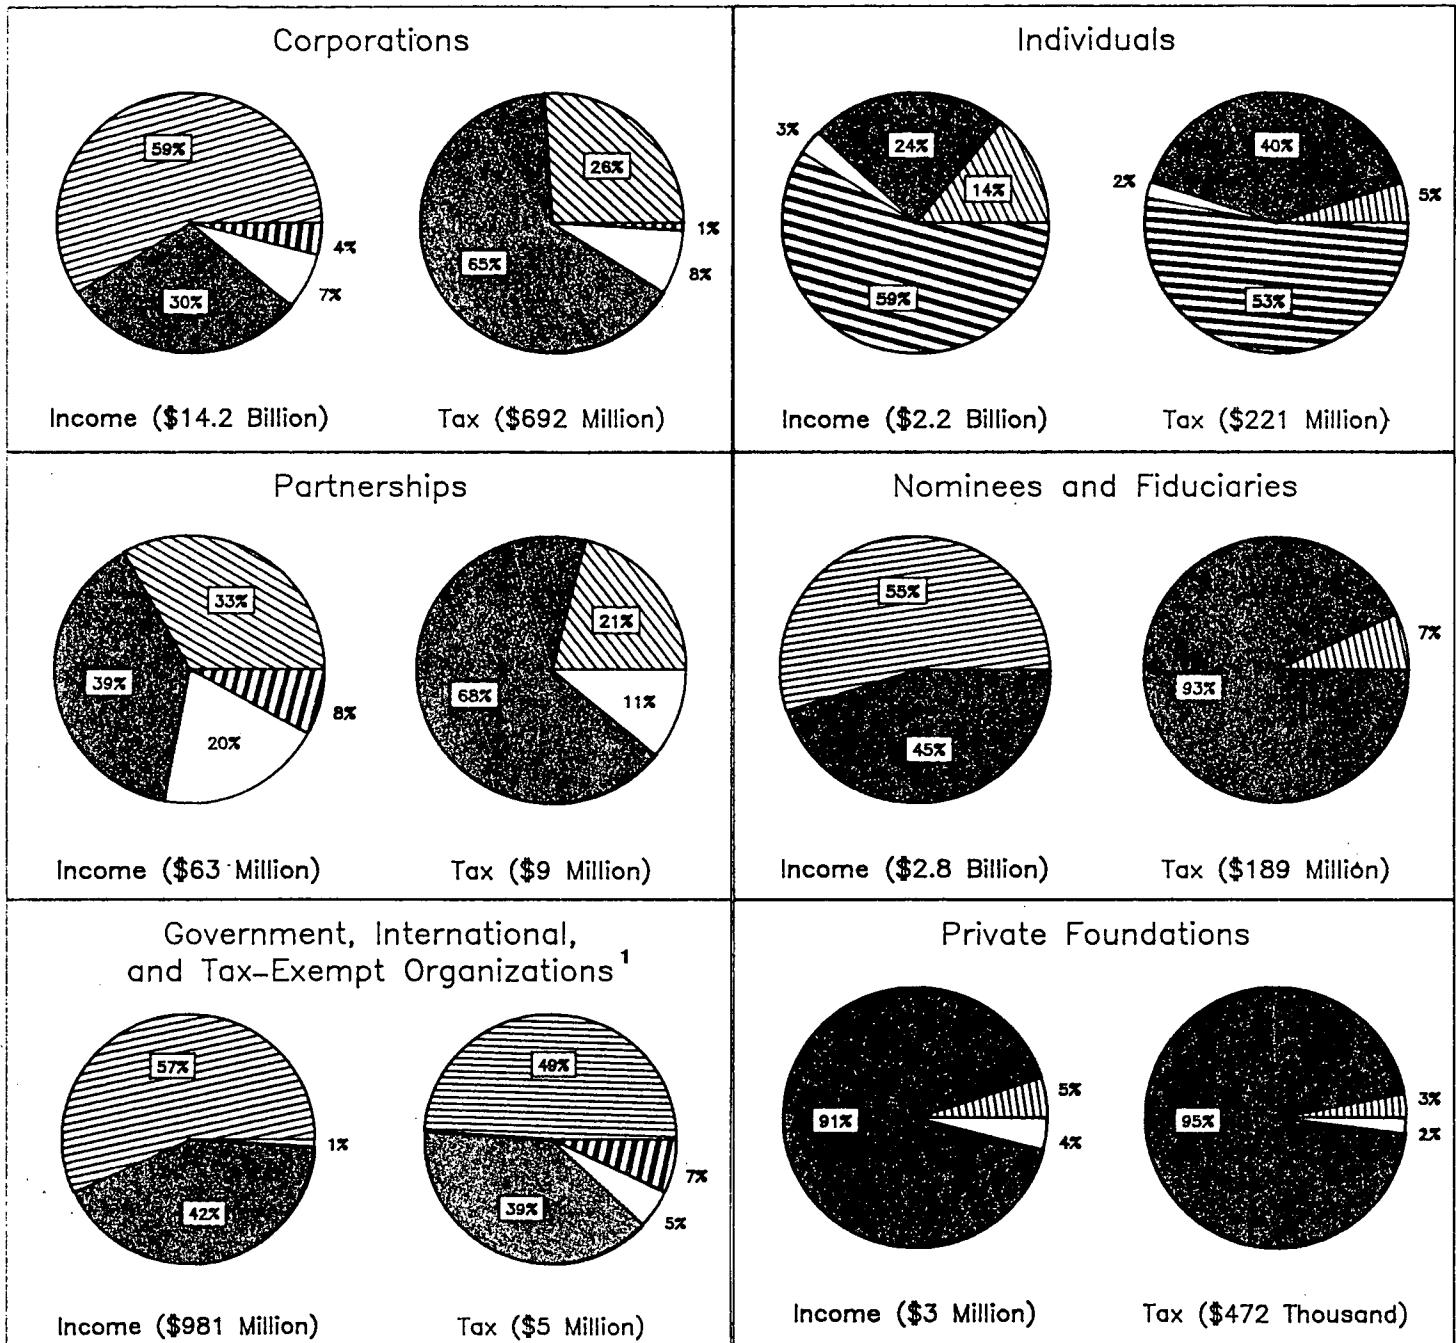 Corporations
59%
4%
7%
30%
26%
1%
8%
65%
Income ($14.2 Billion)
Tax ($692 Million)
Individuals
3%
24%
14%
59%
2%
40%
5%
53%
Income ($2.2 Billion)
Tax ($221 Million)
Partnerships
33%
39%
8%
20%
21%
68%
11%
Income ($63 Million)
Tax ($9 Million)
Nominees and Fiduciaries
55%
45%
7%
93%
Income ($2.8 Billion)
Tax ($189 Million)
Government, International,
and Tax-Exempt Organizations 1
57%
1%
42%
49%
7%
39%
5%
Income ($981 Million)
Tax ($5 Million)
Private Foundations
5%
91%
4%
3%
95%
2%
Income ($3 Million)
Tax ($472 Thousand)